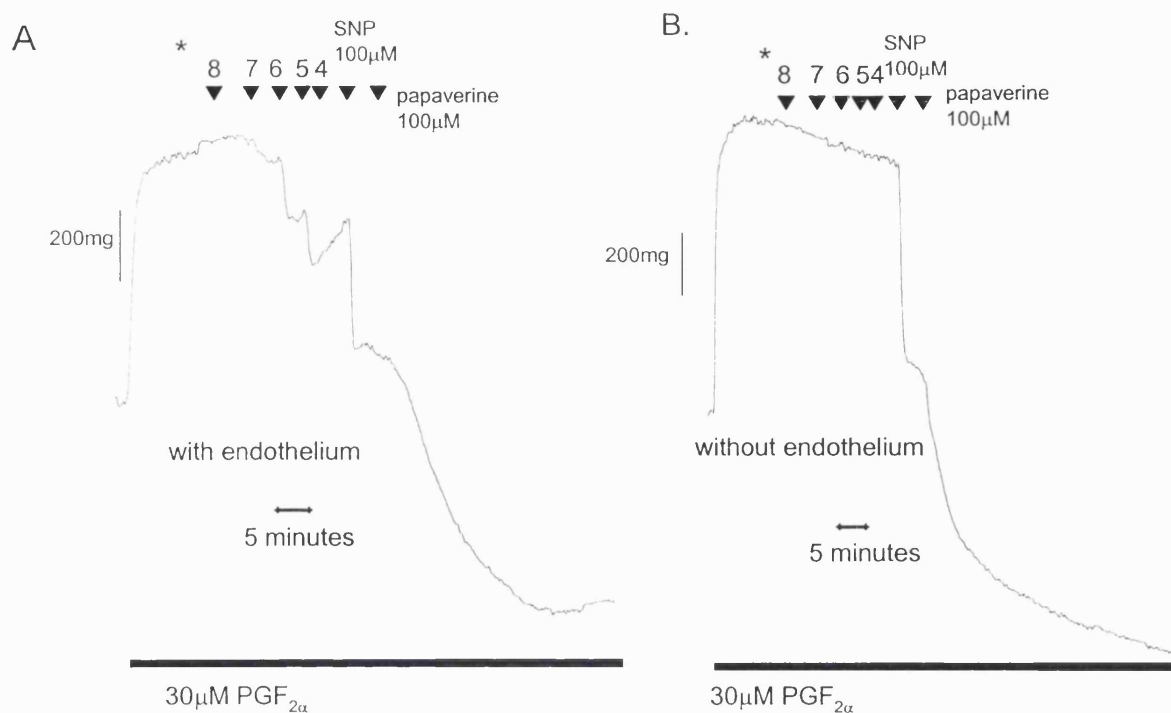 A
*
SNP
100µM
8 7 6 5 4
papaverine
100µM
200mg
with endothelium
5 minutes
30µM PGF2α
B.
*
SNP
100µM
8 7 6 5 4
papaverine
100µM
200mg
without endothelium
5 minutes
30µM PGF2α